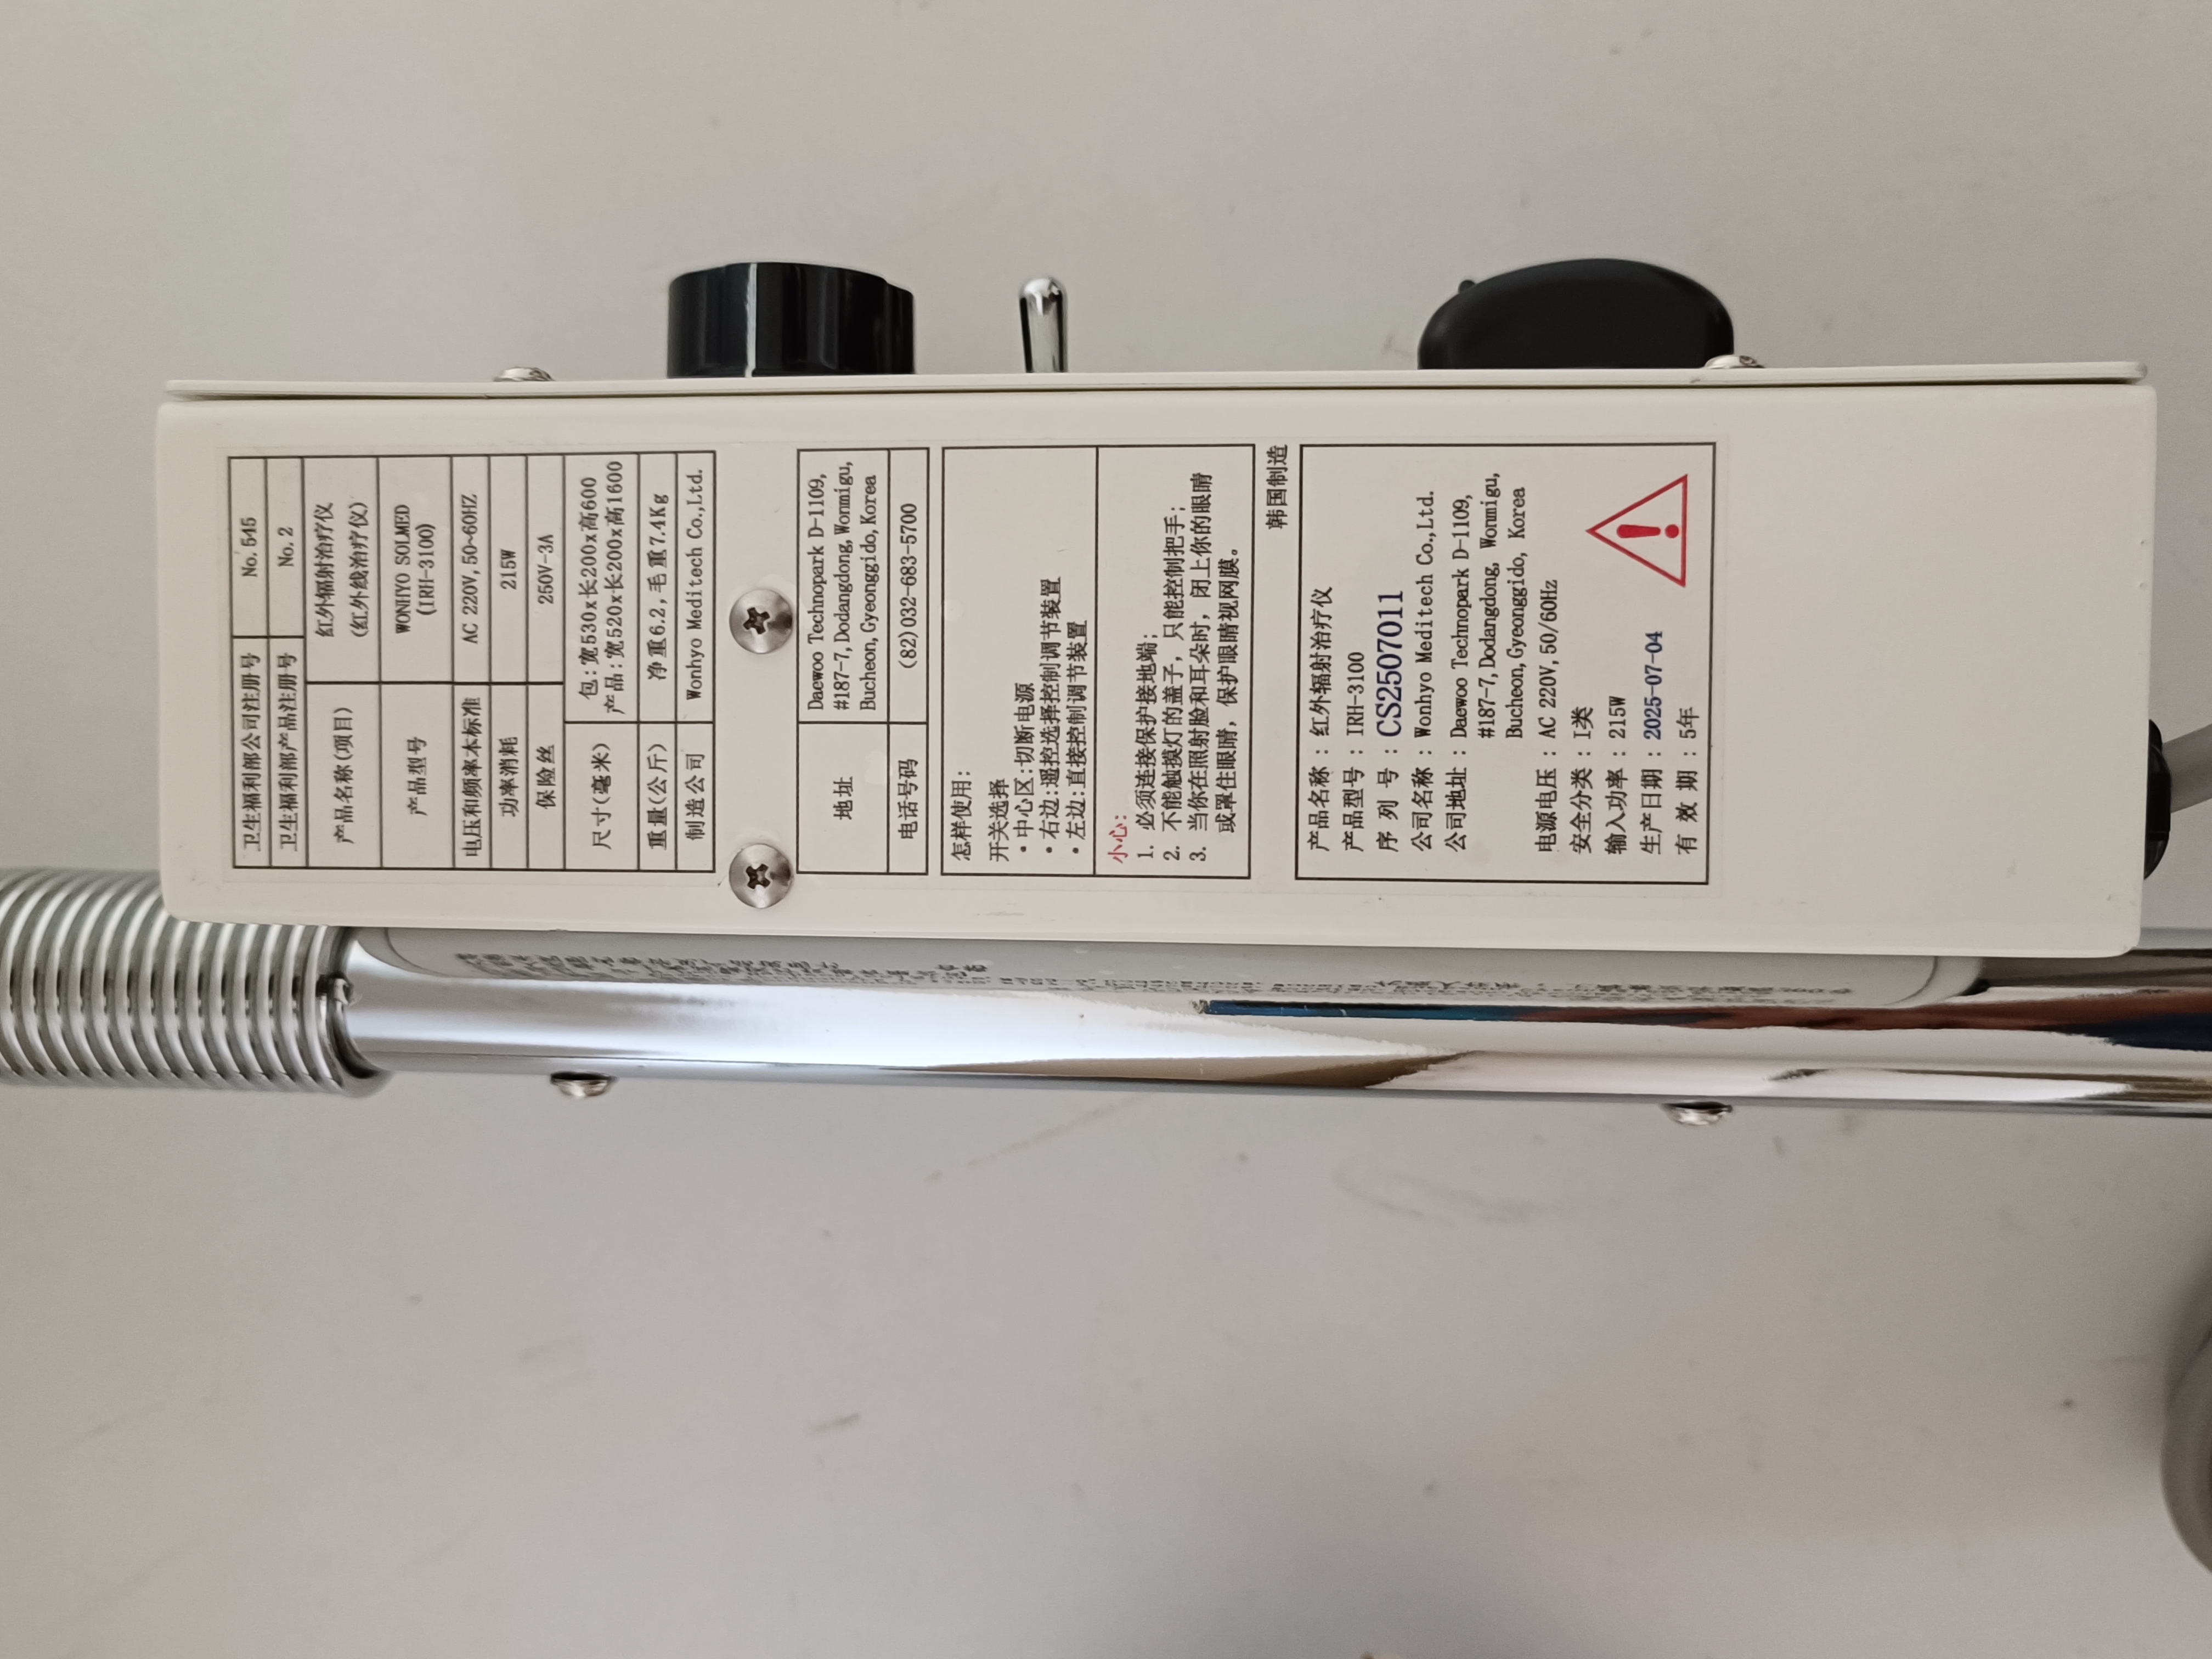 卫生福利部公司注册号 No.545
卫生福利部产品注册号 No.2
产品名称(项目) 红外辐射治疗仪
(红外线治疗仪)
产品型号 WONHYO SOLMED
(IRH-3100)
电压和频率本标准 AC 220V,50~60HZ
功率消耗 215W
保险丝 250V-3A
尺寸(毫米) 包:宽530x长200x高600
产品:宽520x长200x高1600
重量(公斤) 净重6.2,毛重7.4Kg
制造公司 Wonhyo Meditech Co.,Ltd.
地址 Daewoo Technopark D-1109,
#187-7,Dodangdong,Wonmigu,
Bucheon,Gyeonggido,Korea
电话号码 (82)032-683-5700
怎样使用:
开关选择
•中心区:切断电源
•右边:遥控选择控制调节装置
•左边:直接控制调节装置
小心:
1. 必须连接保护接地端;
2. 不能触摸灯的盖子,只能控制把手;
3. 当你在照射脸和耳朵时,闭上你的眼睛
或罩住眼睛,保护眼睛视网膜。
韩国制造
产品名称:红外辐射治疗仪
产品型号:IRH-3100
序列号:CS2507011
公司名称:Wonhyo Meditech Co.,Ltd.
公司地址:Daewoo Technopark D-1109,
#187-7,Dodangdong, Wonmigu,
Bucheon,Gyeonggido, Korea
电源电压:AC 220V,50/60Hz
安全分类:I类
输入功率:215W
生产日期:2025-07-04
有效期:5年